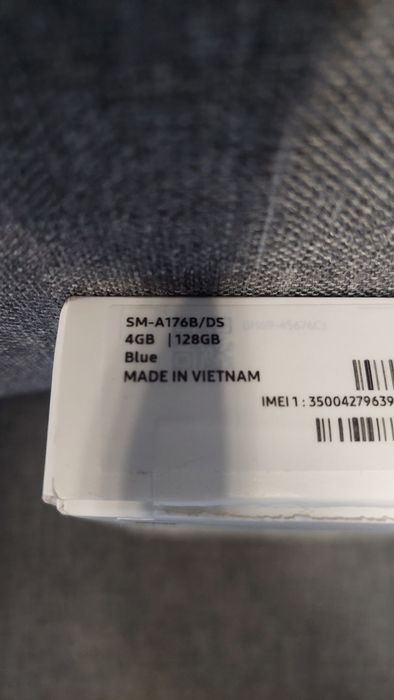 SM-A176B/DS
4GB | 128GB
Blue
MADE IN VIETNAM
IMEI 1 : 35004279639